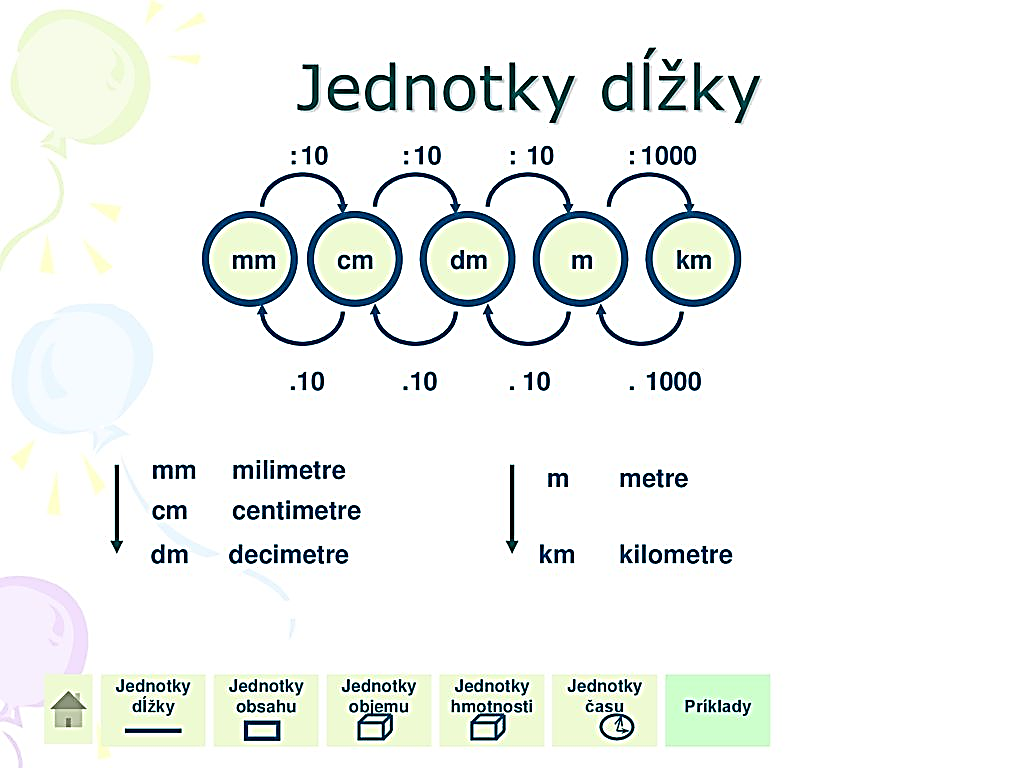 Jednotky dĺžky
:10 :10 : 10 :1000
mm cm dm m km
.10 .10 . 10 . 1000
mm milimetre
cm centimetre
dm decimetre
m metre
km kilometre
Jednotky
dĺžky
Jednotky
obsahu
Jednotky
objemu
Jednotky
hmotnosti
Jednotky
času
Príklady